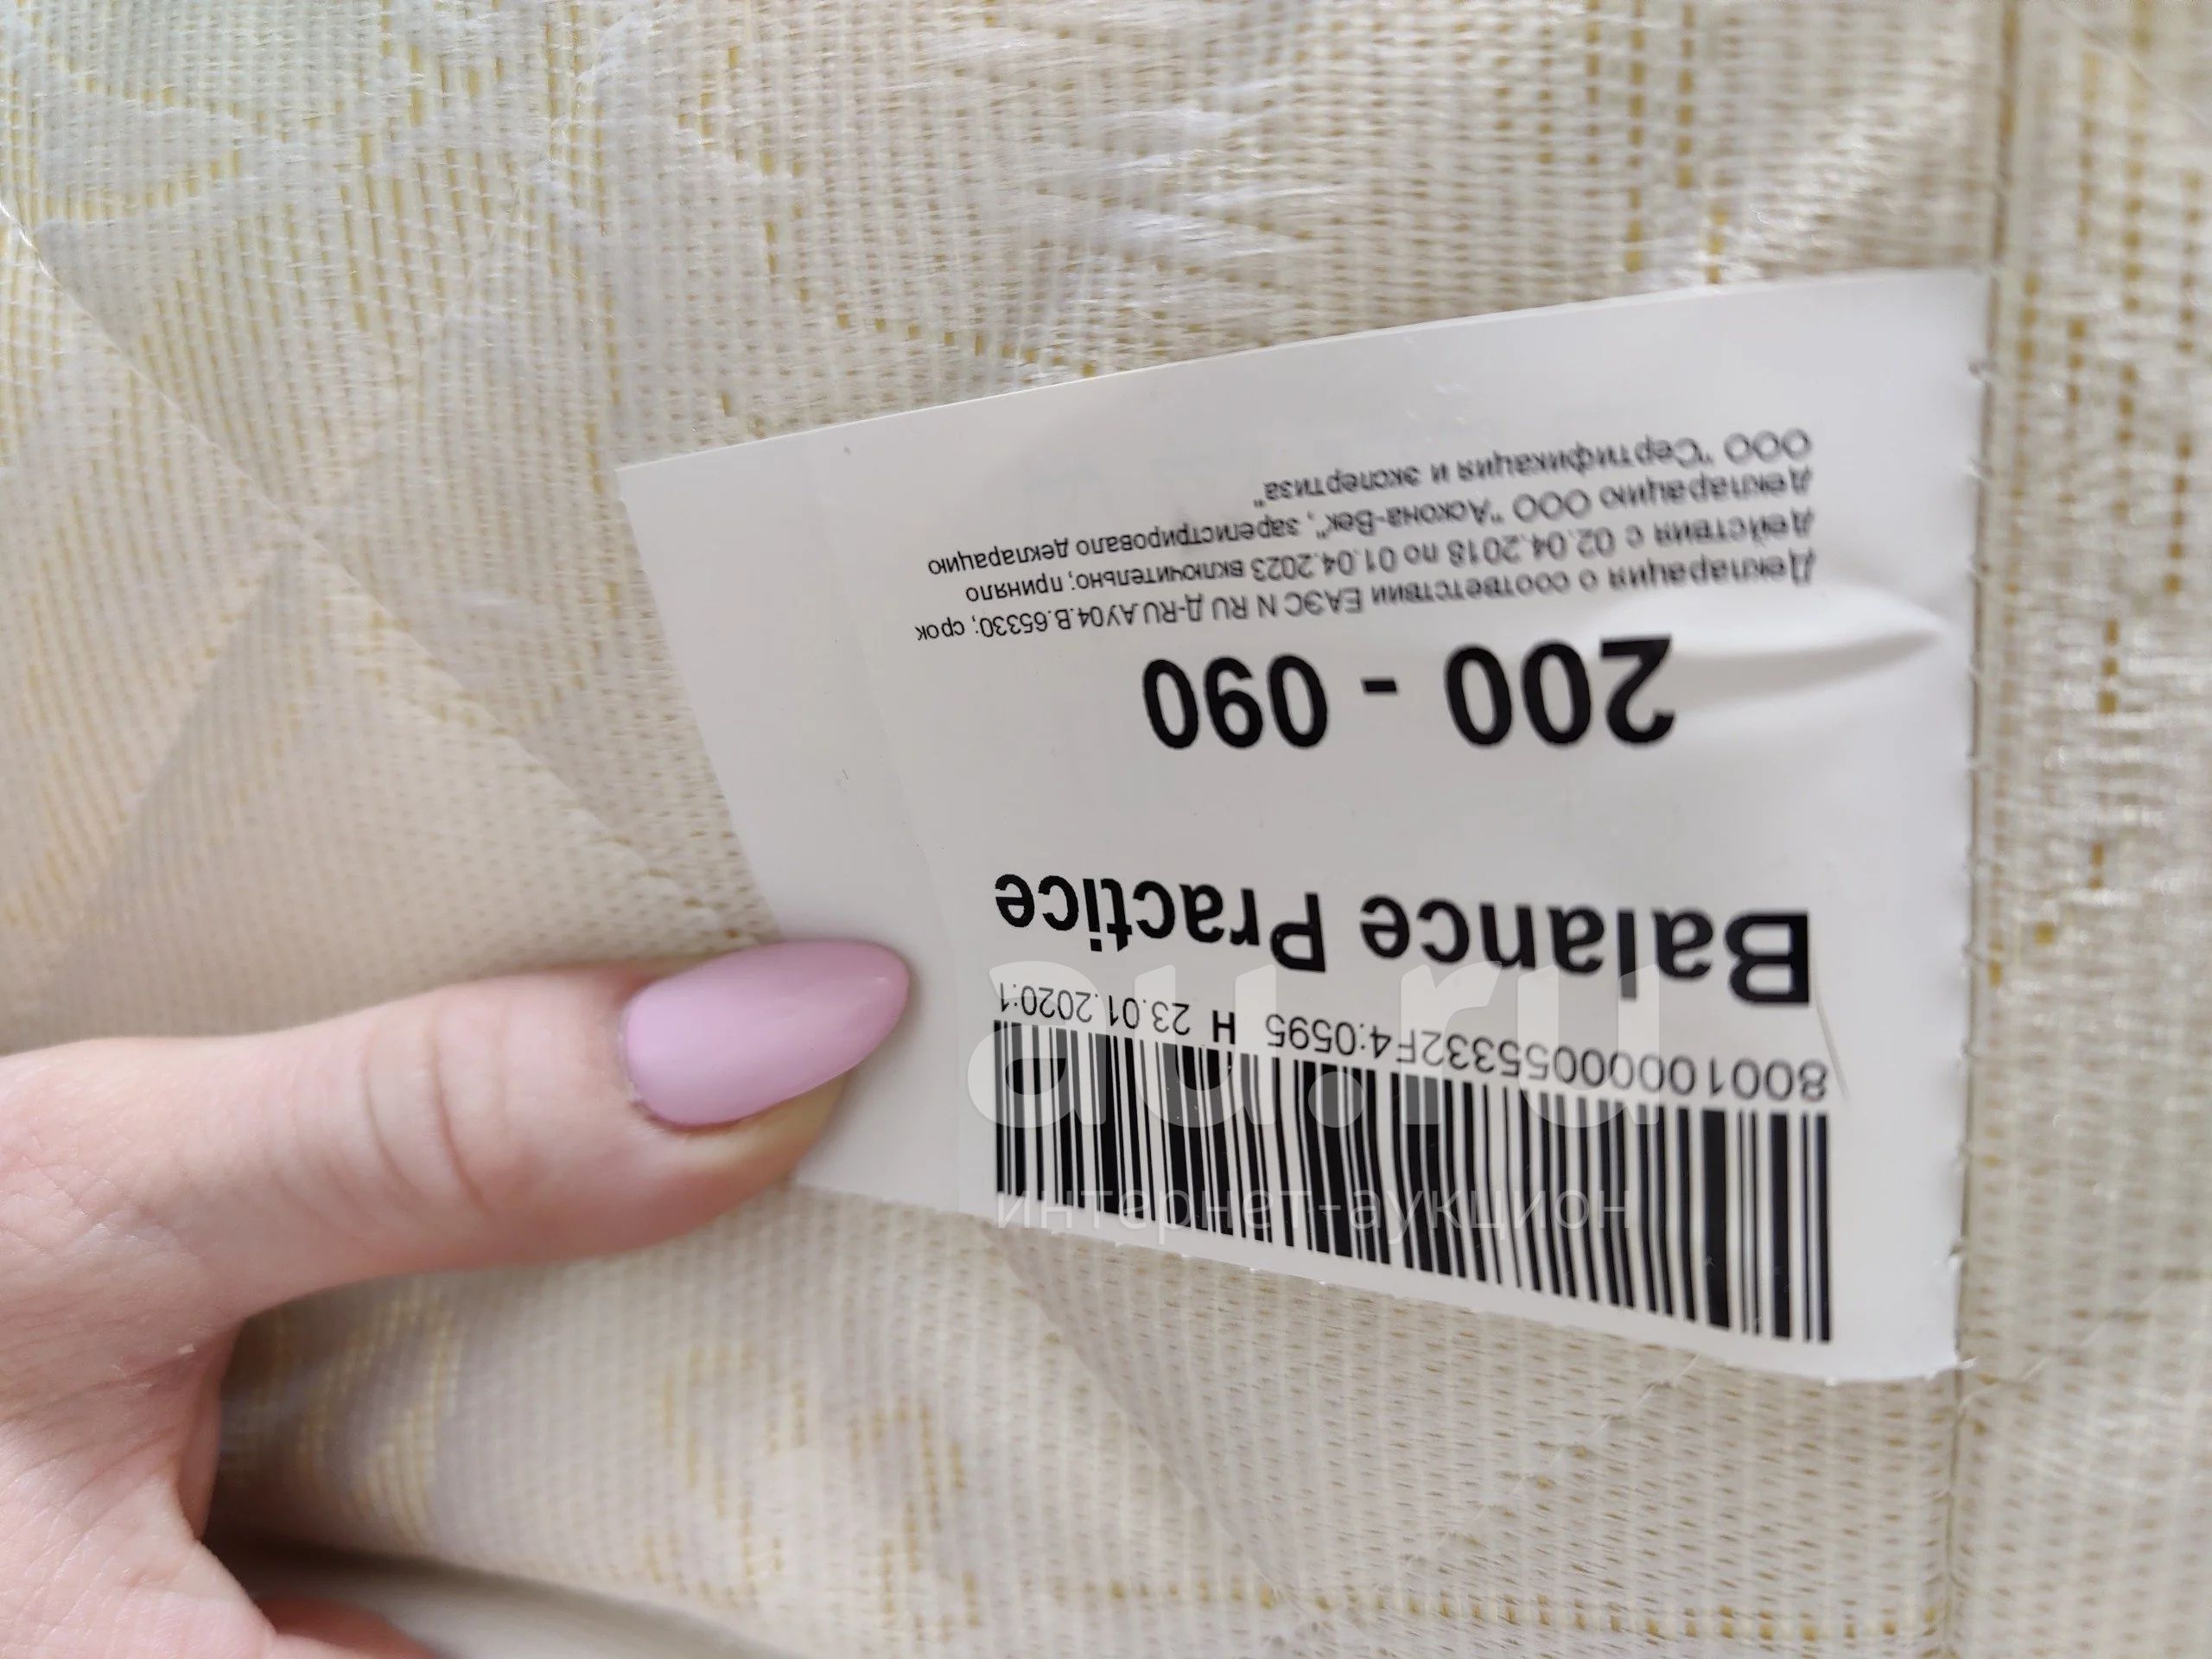 8001000005533​2F4:0595 Н 23.01.2020:1
Balance Practice
200 - 090
Декларация о соответствии ЕАЭС N RU Д-RU.АУ04.В.65330; срок
действия с 02.04.2018 по 01.04.2023 включительно; приняло
декларацию ООО "Аскона-Век", зарегистрировало декларацию
ООО "Сертификация и экспертиза"
au.ru
интернет-аукцион